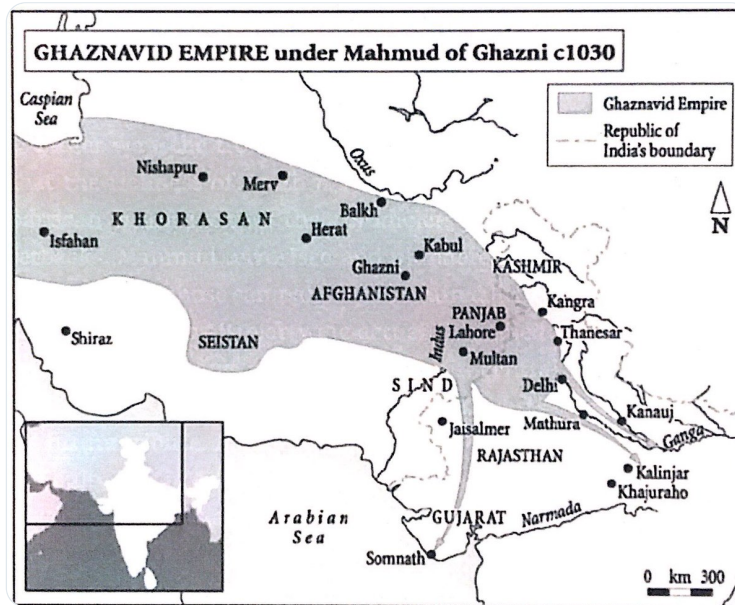 GHAZNAVID EMPIRE under Mahmud of Ghazni c1030
Caspian
Sea
Ghaznavid Empire
Republic of
India's boundary
N
Oxus
Nishapur
Merv
Balkh
KHORASAN
Herat
Isfahan
Kabul
Ghazni
KASHMIR
AFGHANISTAN
Kangra
PANJAB
Lahore
Thanesar
Shiraz
SEISTAN
Indus
Multan
Delhi
SIND
Kanauj
Mathura
Ganga
Jaisalmer
RAJASTHAN
Kalinjar
Khajuraho
Arabian
Sea
GUJARAT
Narmada
Somnath
0 km 300